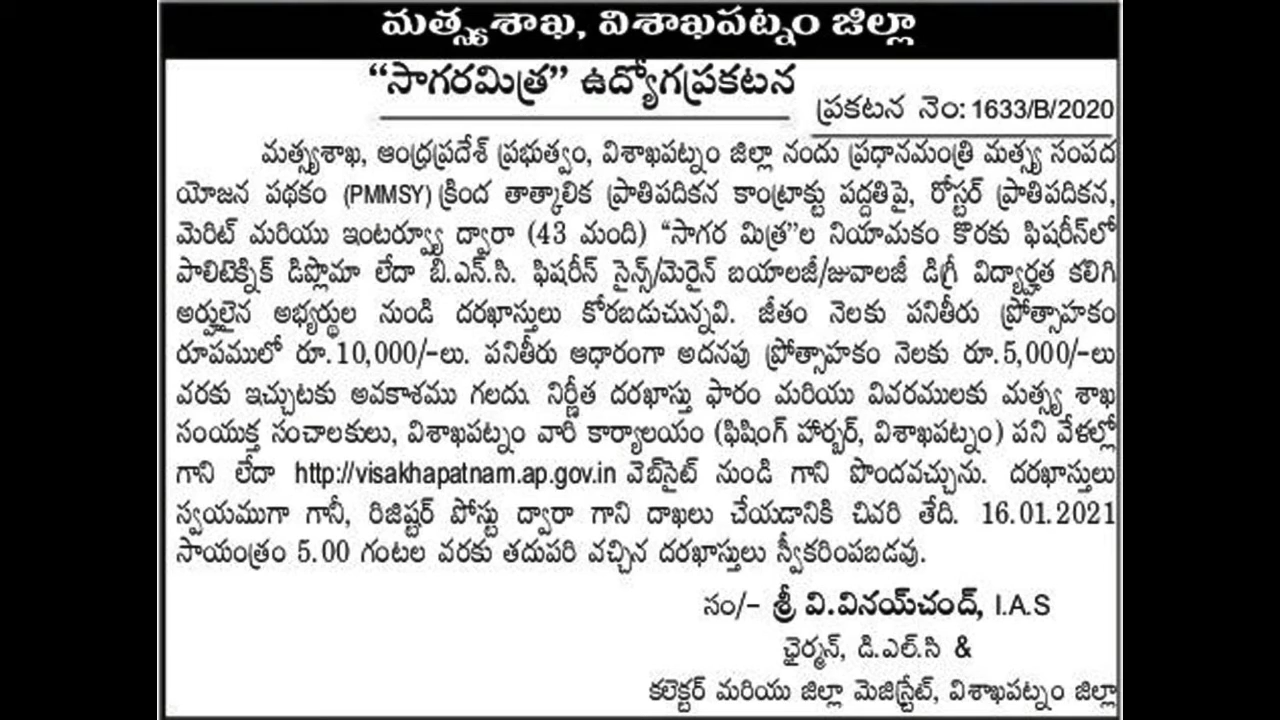 మత్స్యశాఖ, విశాఖపట్నం జిల్లా
“సాగరమిత్ర” ఉద్యోగప్రకటన
ప్రకటన నెం: 1633/B/2020
మత్స్యశాఖ, ఆంధ్రప్రదేశ్ ప్రభుత్వం, విశాఖపట్నం జిల్లా నందు ప్రధానమంత్రి మత్స్య సంపద
యోజన పథకం (PMMSY) క్రింద తాత్కాలిక ప్రాతిపదికన కాంట్రాక్టు పద్దతిపై, రోస్టర్ ప్రాతిపదికన,
మెరిట్ మరియు ఇంటర్వ్యూ ద్వారా (43 మంది) “సాగర మిత్ర”ల నియామకం కొరకు ఫిషరీస్‌లో
పాలిటెక్నిక్ డిప్లొమా లేదా బి.ఎస్.సి. ఫిషరీస్ సైన్స్/మెరైన్ బయాలజీ/జువాలజీ డిగ్రీ విద్యార్హత కలిగి
అర్హులైన అభ్యర్థుల నుండి దరఖాస్తులు కోరబడుచున్నవి. జీతం నెలకు పనితీరు ప్రోత్సాహకం
రూపములో రూ.10,000/-లు. పనితీరు ఆధారంగా అదనపు ప్రోత్సాహకం నెలకు రూ.5,000/-లు
వరకు ఇచ్చుటకు అవకాశము గలదు. నిర్ణీత దరఖాస్తు ఫారం మరియు వివరములకు మత్స్య శాఖ
సంయుక్త సంచాలకులు, విశాఖపట్నం వారి కార్యాలయం (ఫిషింగ్ హార్బర్, విశాఖపట్నం) పని వేళల్లో
గాని లేదా http://visakhapatnam.ap.gov.in వెబ్‌సైట్ నుండి గాని పొందవచ్చును. దరఖాస్తులు
స్వయముగా గానీ, రిజిష్టర్ పోస్టు ద్వారా గాని దాఖలు చేయడానికి చివరి తేది. 16.01.2021
సాయంత్రం 5.00 గంటల వరకు తదుపరి వచ్చిన దరఖాస్తులు స్వీకరింపబడవు.
సం/- శ్రీ వి.వినయ్‌చంద్, I.A.S
ఛైర్మన్, డి.ఎల్.సి &
కలెక్టర్ మరియు జిల్లా మెజిస్ట్రేట్, విశాఖపట్నం జిల్లా